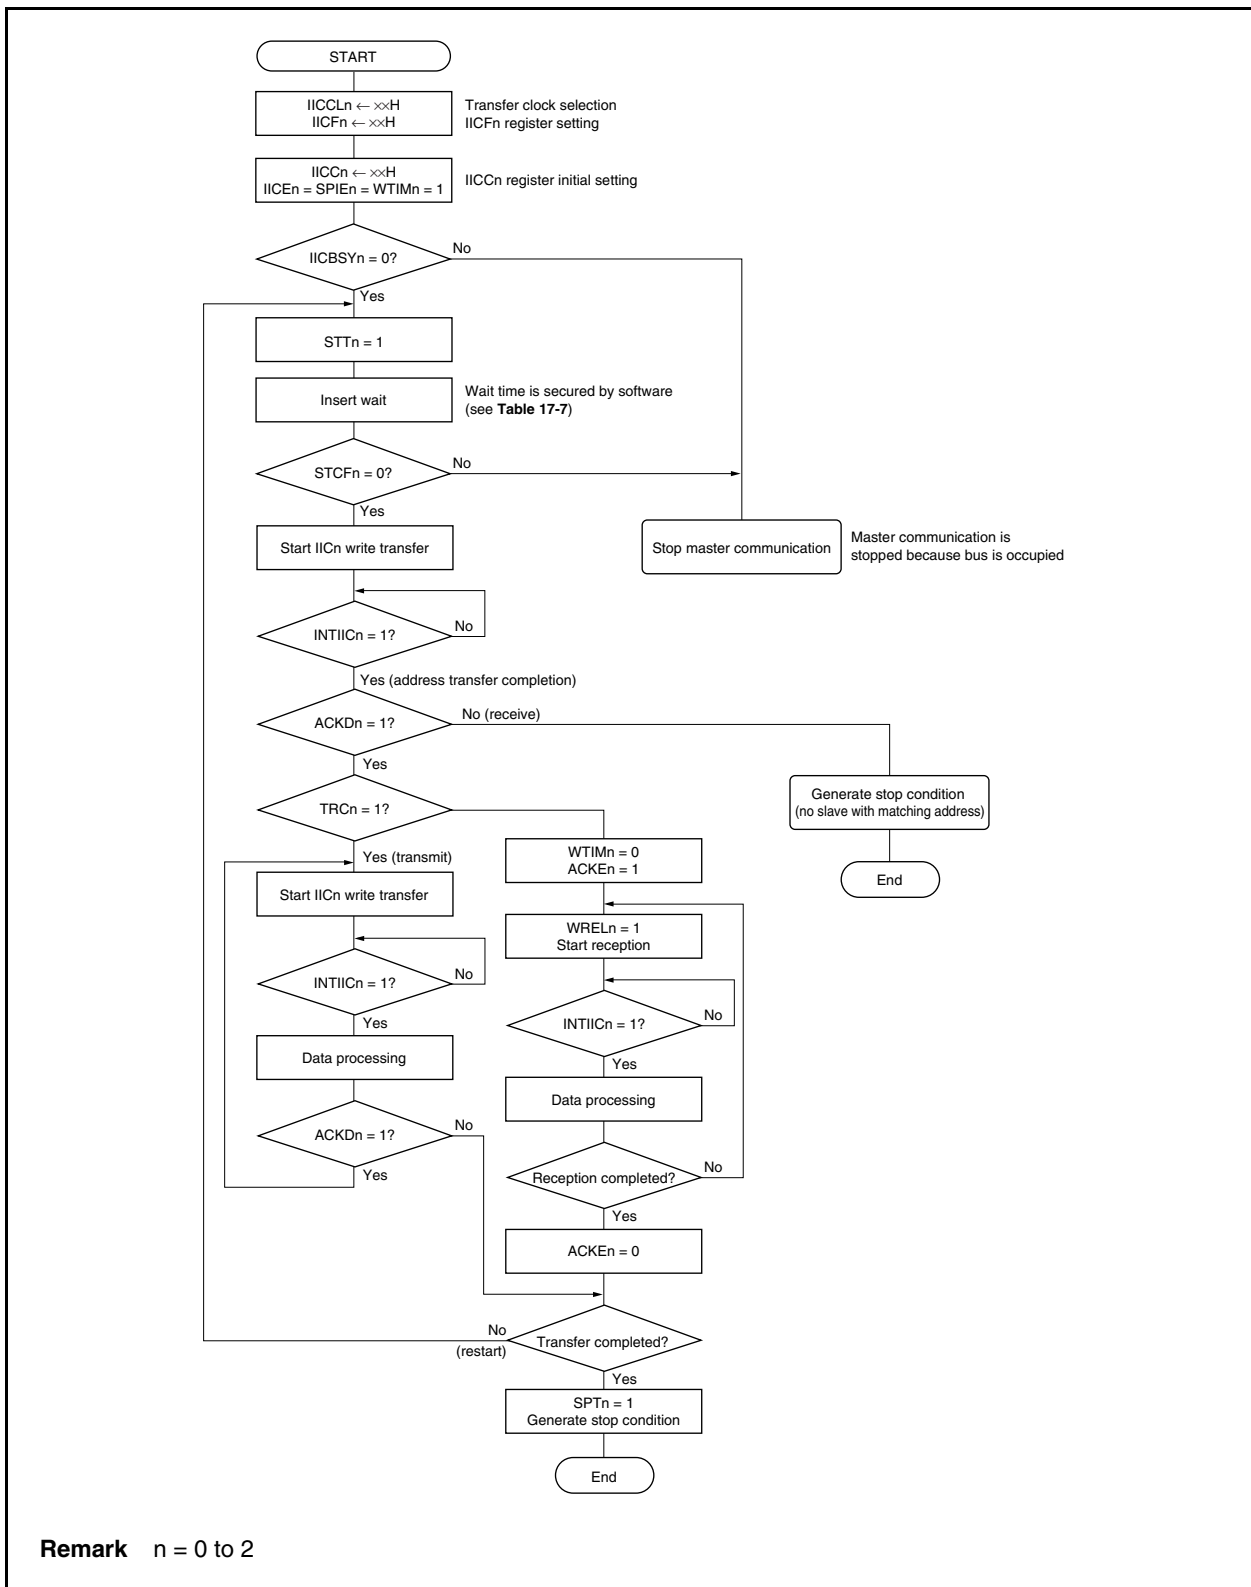 START
IICCLn ← ××H
IICFn ← ××H
Transfer clock selection
IICFn register setting
IICCn ← ××H
IICEn = SPIEn = WTIMn = 1
IICCn register initial setting
IICBSYn = 0?
No
Yes
STTn = 1
Insert wait
Wait time is secured by software
(see Table 17-7)
STCFn = 0?
No
Yes
Start IICn write transfer
Stop master communication
Master communication is
stopped because bus is occupied
INTIICn = 1?
No
Yes (address transfer completion)
ACKDn = 1?
No (receive)
Yes
TRCn = 1?
Generate stop condition
(no slave with matching address)
End
Yes (transmit)
WTIMn = 0
ACKEn = 1
Start IICn write transfer
WRELn = 1
Start reception
INTIICn = 1?
No
Yes
INTIICn = 1?
No
Yes
Data processing
Data processing
ACKDn = 1?
No
Yes
Reception completed?
No
Yes
ACKEn = 0
Transfer completed?
No
(restart)
Yes
SPTn = 1
Generate stop condition
End
Remark n = 0 to 2